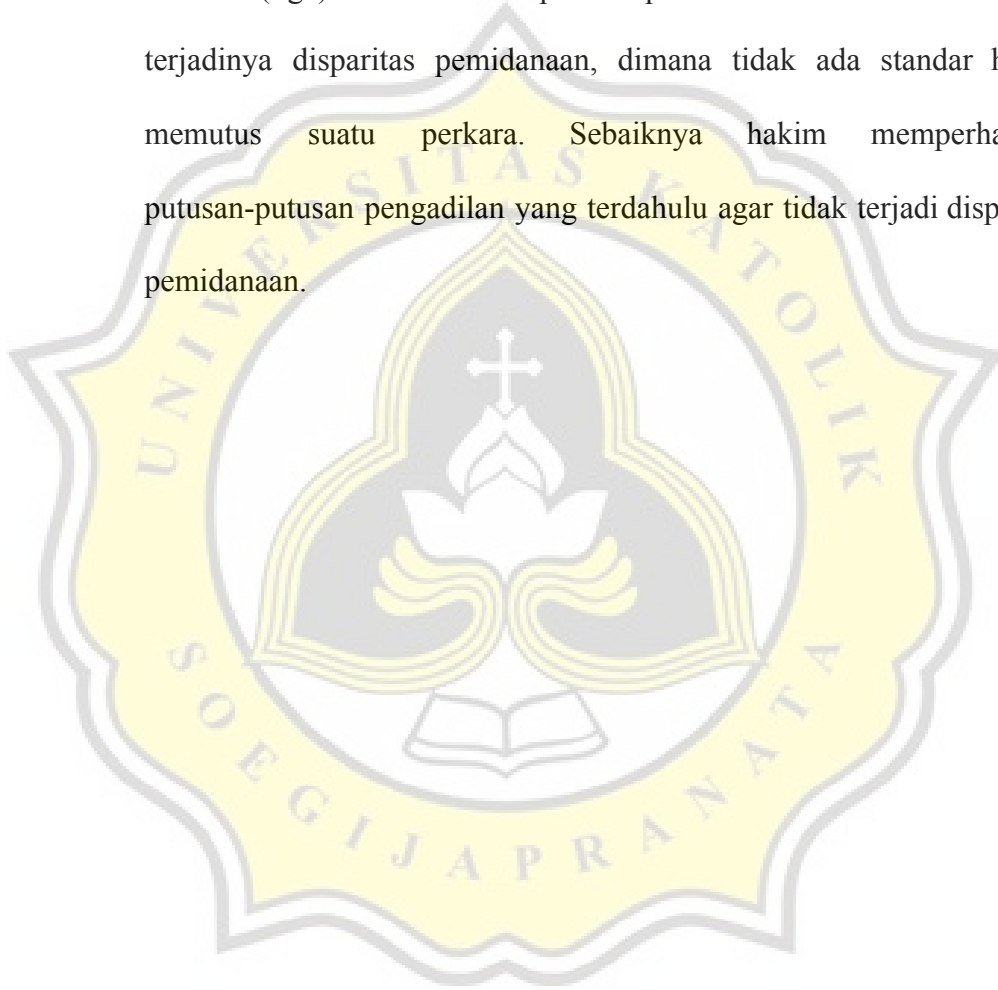 terjadinya disparitas pemidanaan, dimana tidak ada standar
memutus suatu perkara. Sebaiknya hakim
putusan-putusan pengadilan yang terdahulu agar tidak terjadi
pemidanaan.
UNIVERSITAS KATOLIK
SOEGIJAPRANATA